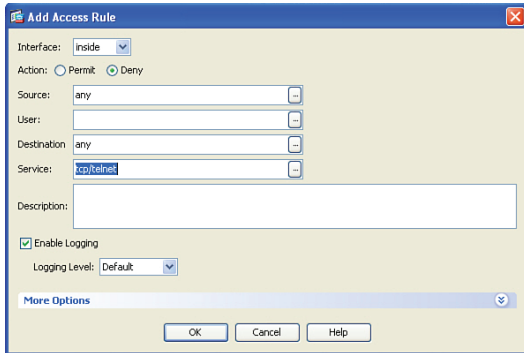 Add Access Rule
Interface: inside
Action: Permit Deny
Source: any
User:
Destination any
Service: tcp/telnet
Description:
Enable Logging
Logging Level: Default
More Options
OK Cancel Help